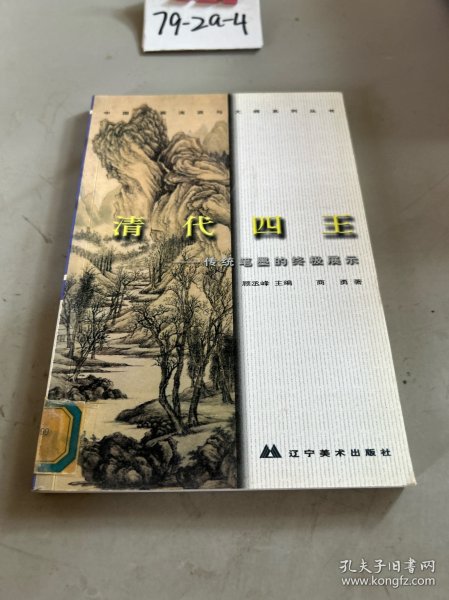 79-2a-4
清代四王
——传统笔墨的终极展示
顾丞峰 主编 商勇 著
辽宁美术出版社
孔夫子旧书网
www.kongfz.com